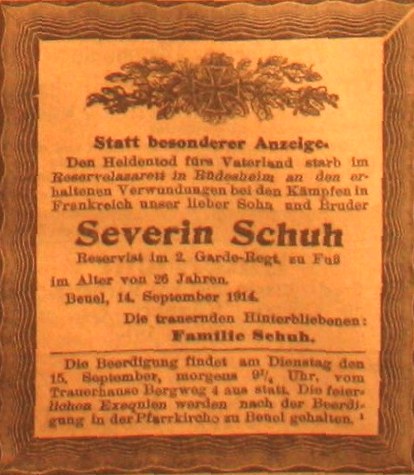 Statt besonderer Anzeige.
Den Heldentod fürs Vaterland starb im
Reservelazarett in Rüdesheim an den er-
haltenen Verwundungen bei den Kämpfen in
Frankreich unser lieber Sohn und Bruder
Severin Schuh
Reservist im 2. Garde-Regt. zu Fuß
im Alter von 26 Jahren.
Beuel, 14. September 1914.
Die trauernden Hinterbliebenen:
Familie Schuh.
Die Beerdigung findet am Dienstag den
15. September, morgens 9¼ Uhr, vom
Trauerhause Bergweg 4 aus statt. Die feier-
lichen Exequien werden nach der Beerdi-
gung in der Pfarrkirche zu Beuel gehalten. ¹